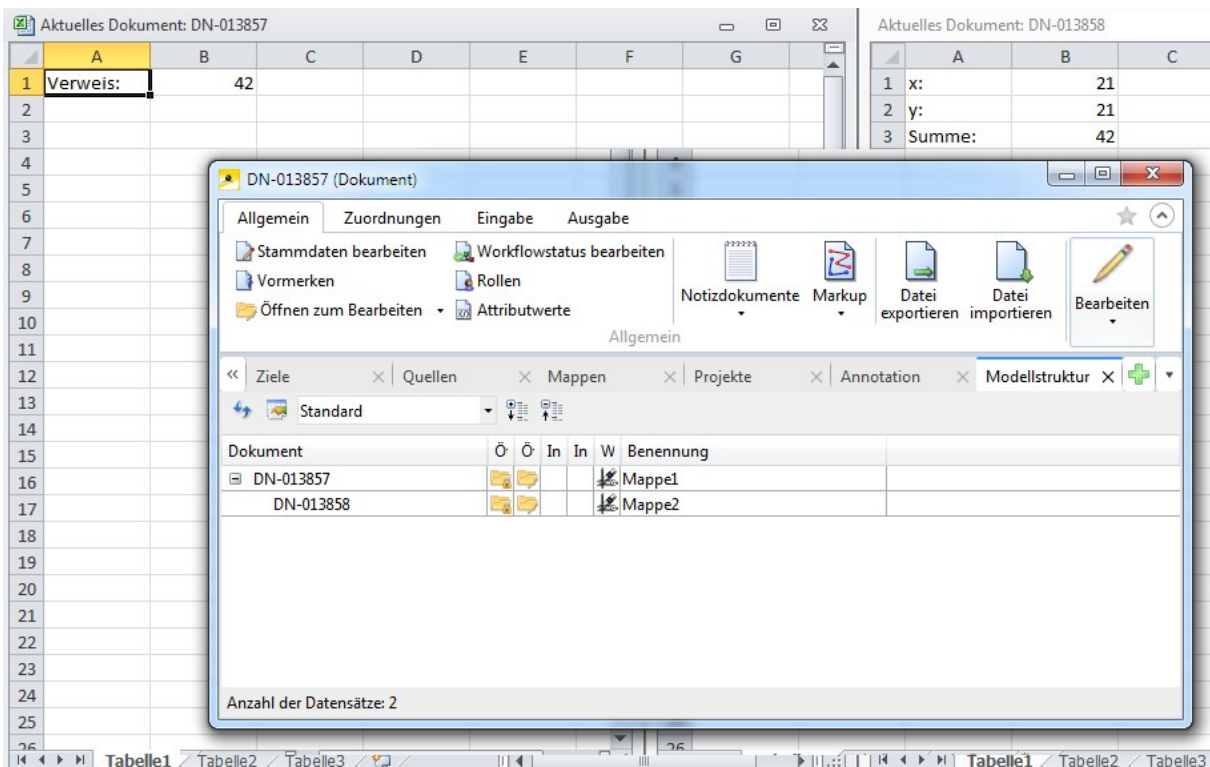 Aktuelles Dokument: DN-013857
A B C D E F G
1 Verweis: 42
2
3
4
5
6
7
8
9
10
11
12
13
14
15
16
17
18
19
20
21
22
23
24
25
26
Tabelle1 Tabelle2 Tabelle3
Aktuelles Dokument: DN-013858
A B C
1 x: 21
2 y: 21
3 Summe: 42
26
Tabelle1 Tabelle2 Tabelle3
DN-013857 (Dokument)
Allgemein Zuordnungen Eingabe Ausgabe
Stammdaten bearbeiten Workflowstatus bearbeiten
Vormerken Rollen
Öffnen zum Bearbeiten Attributwerte
Notizdokumente Markup Datei exportieren Datei importieren Bearbeiten
Allgemein
Ziele Quellen Mappen Projekte Annotation Modellstruktur
Standard
Dokument Ö Ö In In W Benennung
DN-013857 Mappe1
DN-013858 Mappe2
Anzahl der Datensätze: 2